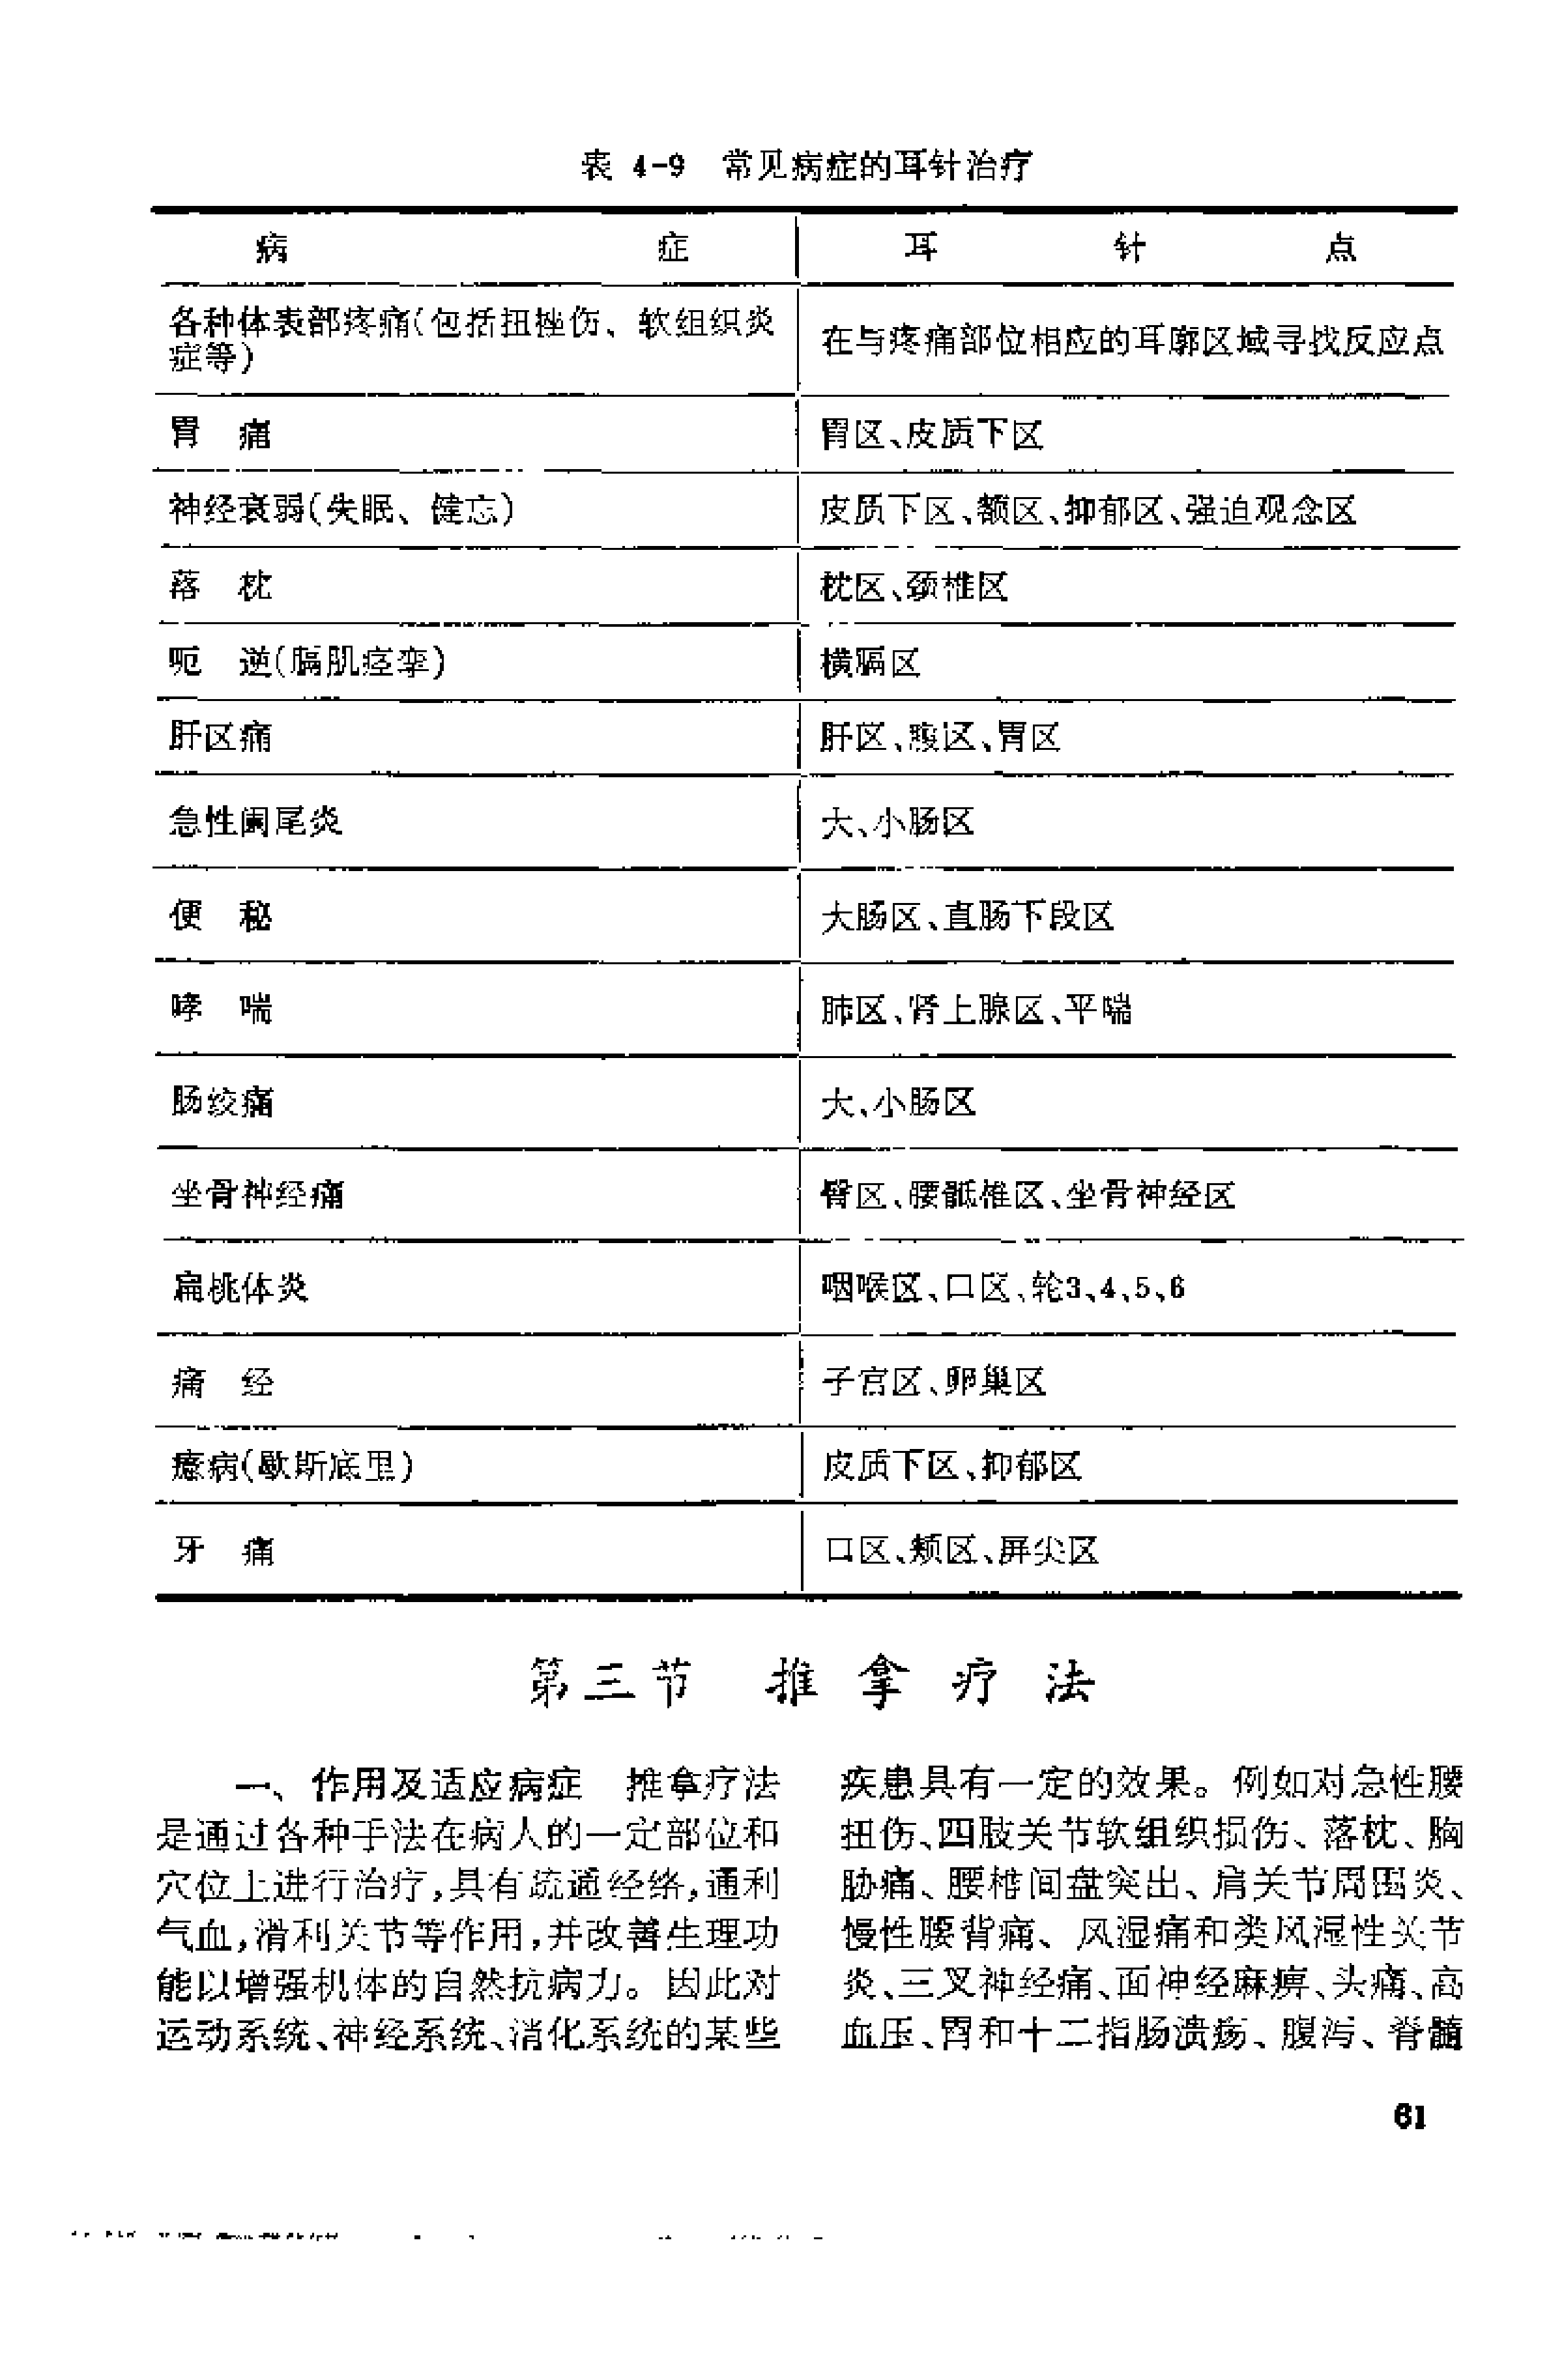 表 4-9 常见病症的耳针治疗
病 症 耳 针 点
各种体表部疼痛(包括扭挫伤、软组织炎
症等)
在与疼痛部位相应的耳廓区域寻找反应点
胃 痛 胃区、皮质下区
神经衰弱(失眠、健忘) 皮质下区、额区、抑郁区、强迫观念区
落 枕 枕区、颈椎区
呃 逆(膈肌痉挛) 横膈区
肝区痛 肝区、腹区、胃区
急性阑尾炎 大、小肠区
便 秘 大肠区、直肠下段区
哮 喘 肺区、肾上腺区、平喘
肠绞痛 大、小肠区
坐骨神经痛 臀区、腰骶椎区、坐骨神经区
扁桃体炎 咽喉区、口区、轮3、4、5、6
痛 经 子宫区、卵巢区
癔病(歇斯底里) 皮质下区、抑郁区
牙 痛 口区、颊区、屏尖区
第三节 推拿疗法
一、作用及适应病症 推拿疗法
是通过各种手法在病人的一定部位和
穴位上进行治疗,具有疏通经络,通利
气血,滑利关节等作用,并改善生理功
能以增强机体的自然抗病力。因此对
运动系统、神经系统、消化系统的某些
疾患具有一定的效果。例如对急性腰
扭伤、四肢关节软组织损伤、落枕、胸
胁痛、腰椎间盘突出、肩关节周围炎、
慢性腰背痛、风湿痛和类风湿性关节
炎、三叉神经痛、面神经麻痹、头痛、高
血压、胃和十二指肠溃疡、腹泻、脊髓
61